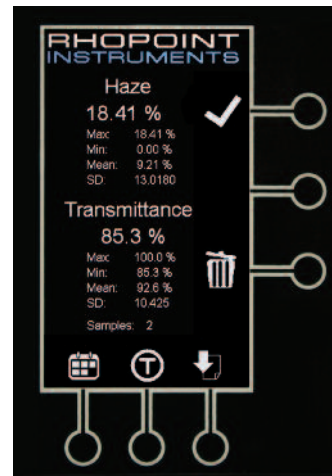 RHOPOINT
INSTRUMENTS
Haze
18.41 %
Max: 18.41 %
Min: 0.00 %
Mean: 9.21 %
SD: 13.0180
Transmittance
85.3 %
Max: 100.0 %
Min: 85.3 %
Mean: 92.6 %
SD: 10.425
Samples: 2
T